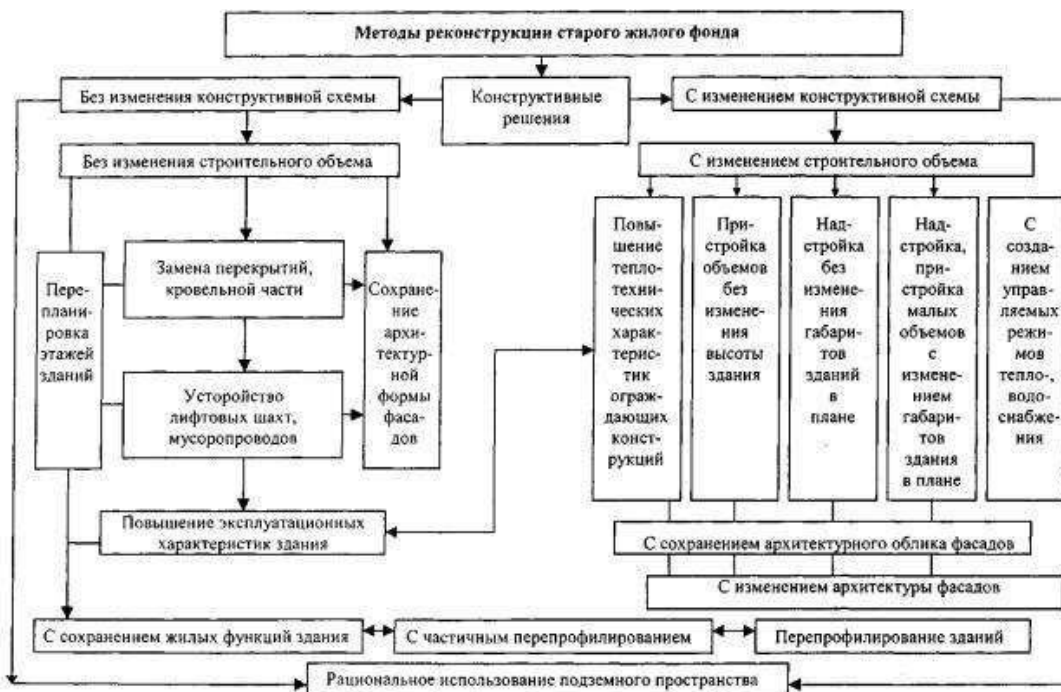 Методы реконструкции старого жилого фонда
Без изменения конструктивной схемы
Конструктивные
решения
С изменением конструктивной схемы
Без изменения строительного объема
С изменением строительного объема
Пере-
плани-
ровка
этажей
зданий
Замена перекрытий,
кровельной части
Усторойство
лифтовых шахт,
мусоропроводов
Сохране-
ние
архи-
тектур-
ной
формы
фаса-
дов
Повы-
шение
тепло-
техни-
ческих
харак-
терис-
тик
ограж-
дающих
конст-
рукций
При-
стройка
объемов
без
измене-
ния
высоты
здания
Над-
стройка
без
измене-
ния
габари-
тов
зданий
в
плане
Над-
стройка,
при-
стройка
малых
объемов
с
измене-
нием
габари-
тов
здания
в плане
С
созда-
нием
управ-
ляемых
режи-
мов
тепло-,
водо-
снабже-
ния
Повышение эксплуатационных
характеристик здания
С сохранением архитектурного облика фасадов
С изменением архитектуры фасадов
С сохранением жилых функций здания
С частичным перепрофилированием
Перепрофилирование зданий
Рациональное использование подземного пространства